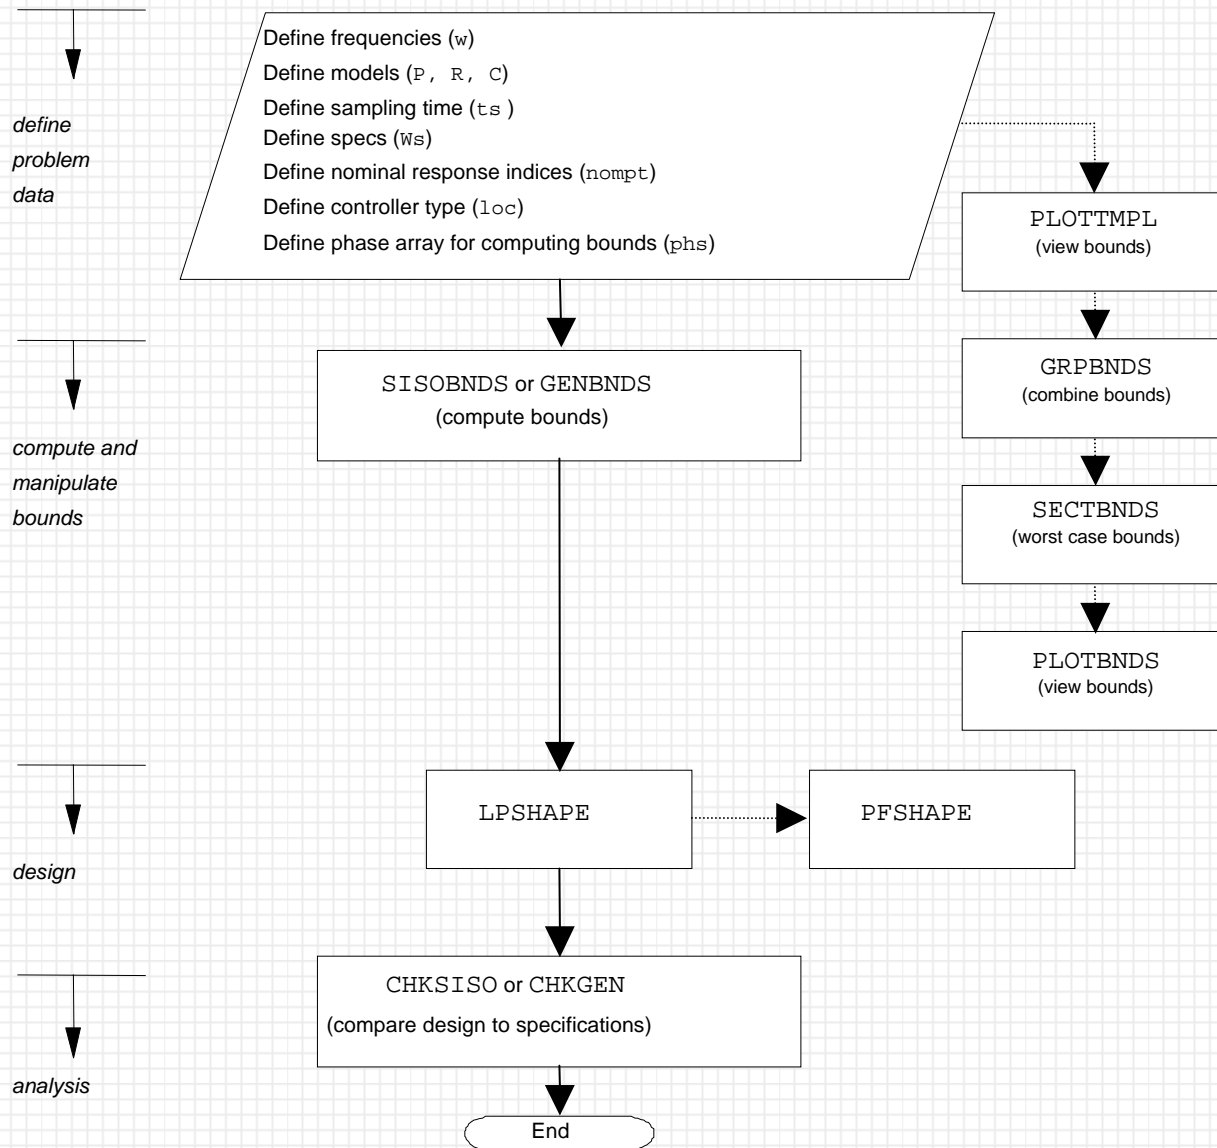 Define frequencies (w)
Define models (P, R, C)
Define sampling time (ts )
Define specs (Ws)
Define nominal response indices (nompt)
Define controller type (loc)
Define phase array for computing bounds (phs)
define
problem
data
PLOTTMPL
(view bounds)
SISOBNDS or GENBNDS
(compute bounds)
GRPBNDS
(combine bounds)
compute and
manipulate
bounds
SECTBNDS
(worst case bounds)
PLOTBNDS
(view bounds)
LPSHAPE
PFSHAPE
design
CHKSISO or CHKGEN
(compare design to specifications)
analysis
End